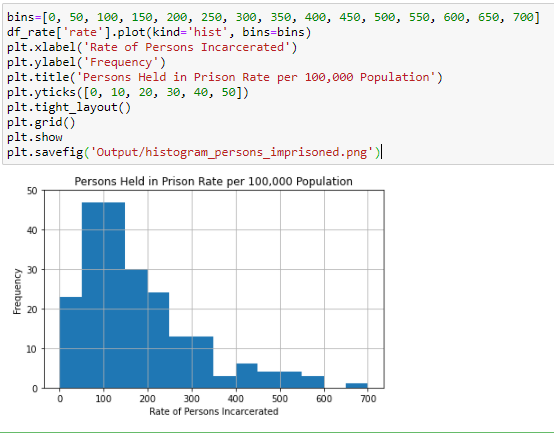 bins=[0, 50, 100, 150, 200, 250, 300, 350, 400, 450, 500, 550, 600, 650, 700]
df_rate['rate'].plot(kind='hist', bins=bins)
plt.xlabel('Rate of Persons Incarcerated')
plt.ylabel('Frequency')
plt.title('Persons Held in Prison Rate per 100,000 Population')
plt.yticks([0, 10, 20, 30, 40, 50])
plt.tight_layout()
plt.grid()
plt.show
plt.savefig('Output/histogram_persons_imprisoned.png')
Persons Held in Prison Rate per 100,000 Population
50
40
30
20
10
0
Frequency
0 100 200 300 400 500 600 700
Rate of Persons Incarcerated